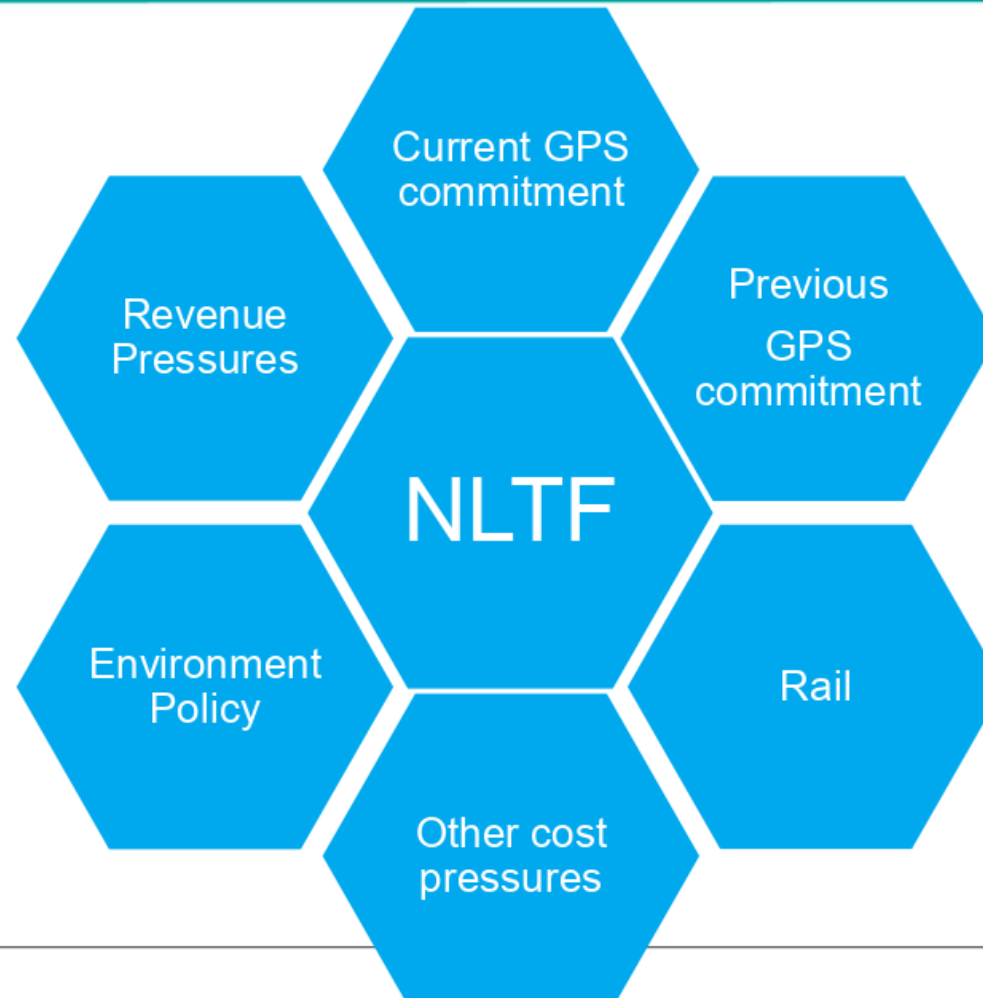 Current GPS
commitment
Previous
GPS
commitment
Revenue
Pressures
NLTF
Environment
Policy
Rail
Other cost
pressures